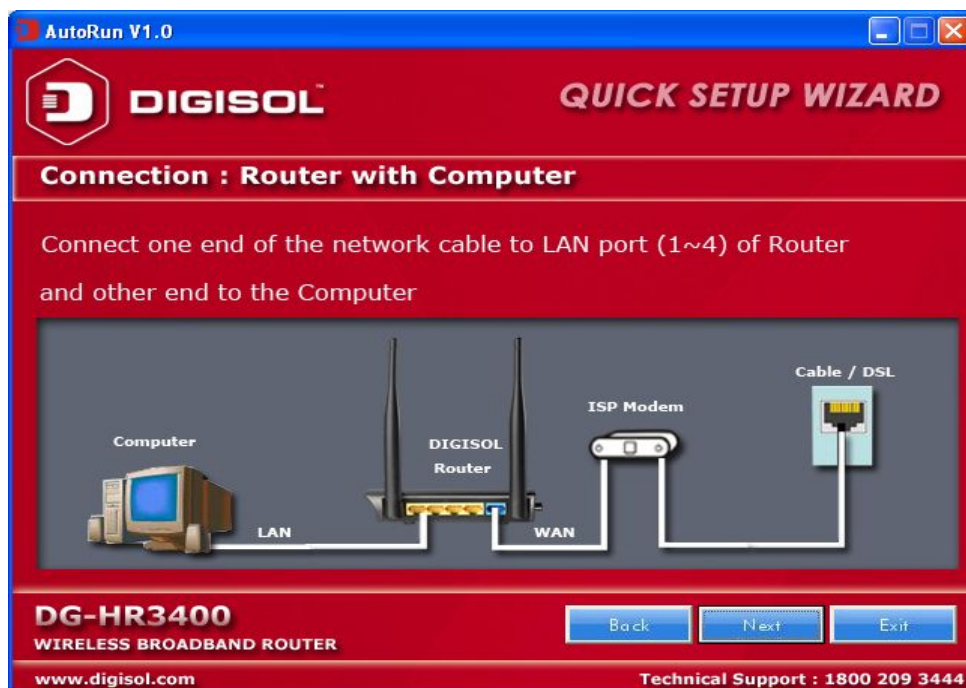 AutoRun V1.0
DIGISOL™
QUICK SETUP WIZARD
Connection : Router with Computer
Connect one end of the network cable to LAN port (1~4) of Router
and other end to the Computer
Cable / DSL
ISP Modem
Computer
DIGISOL
Router
LAN
WAN
DG-HR3400
WIRELESS BROADBAND ROUTER
Back
Next
Exit
www.digisol.com
Technical Support : 1800 209 3444